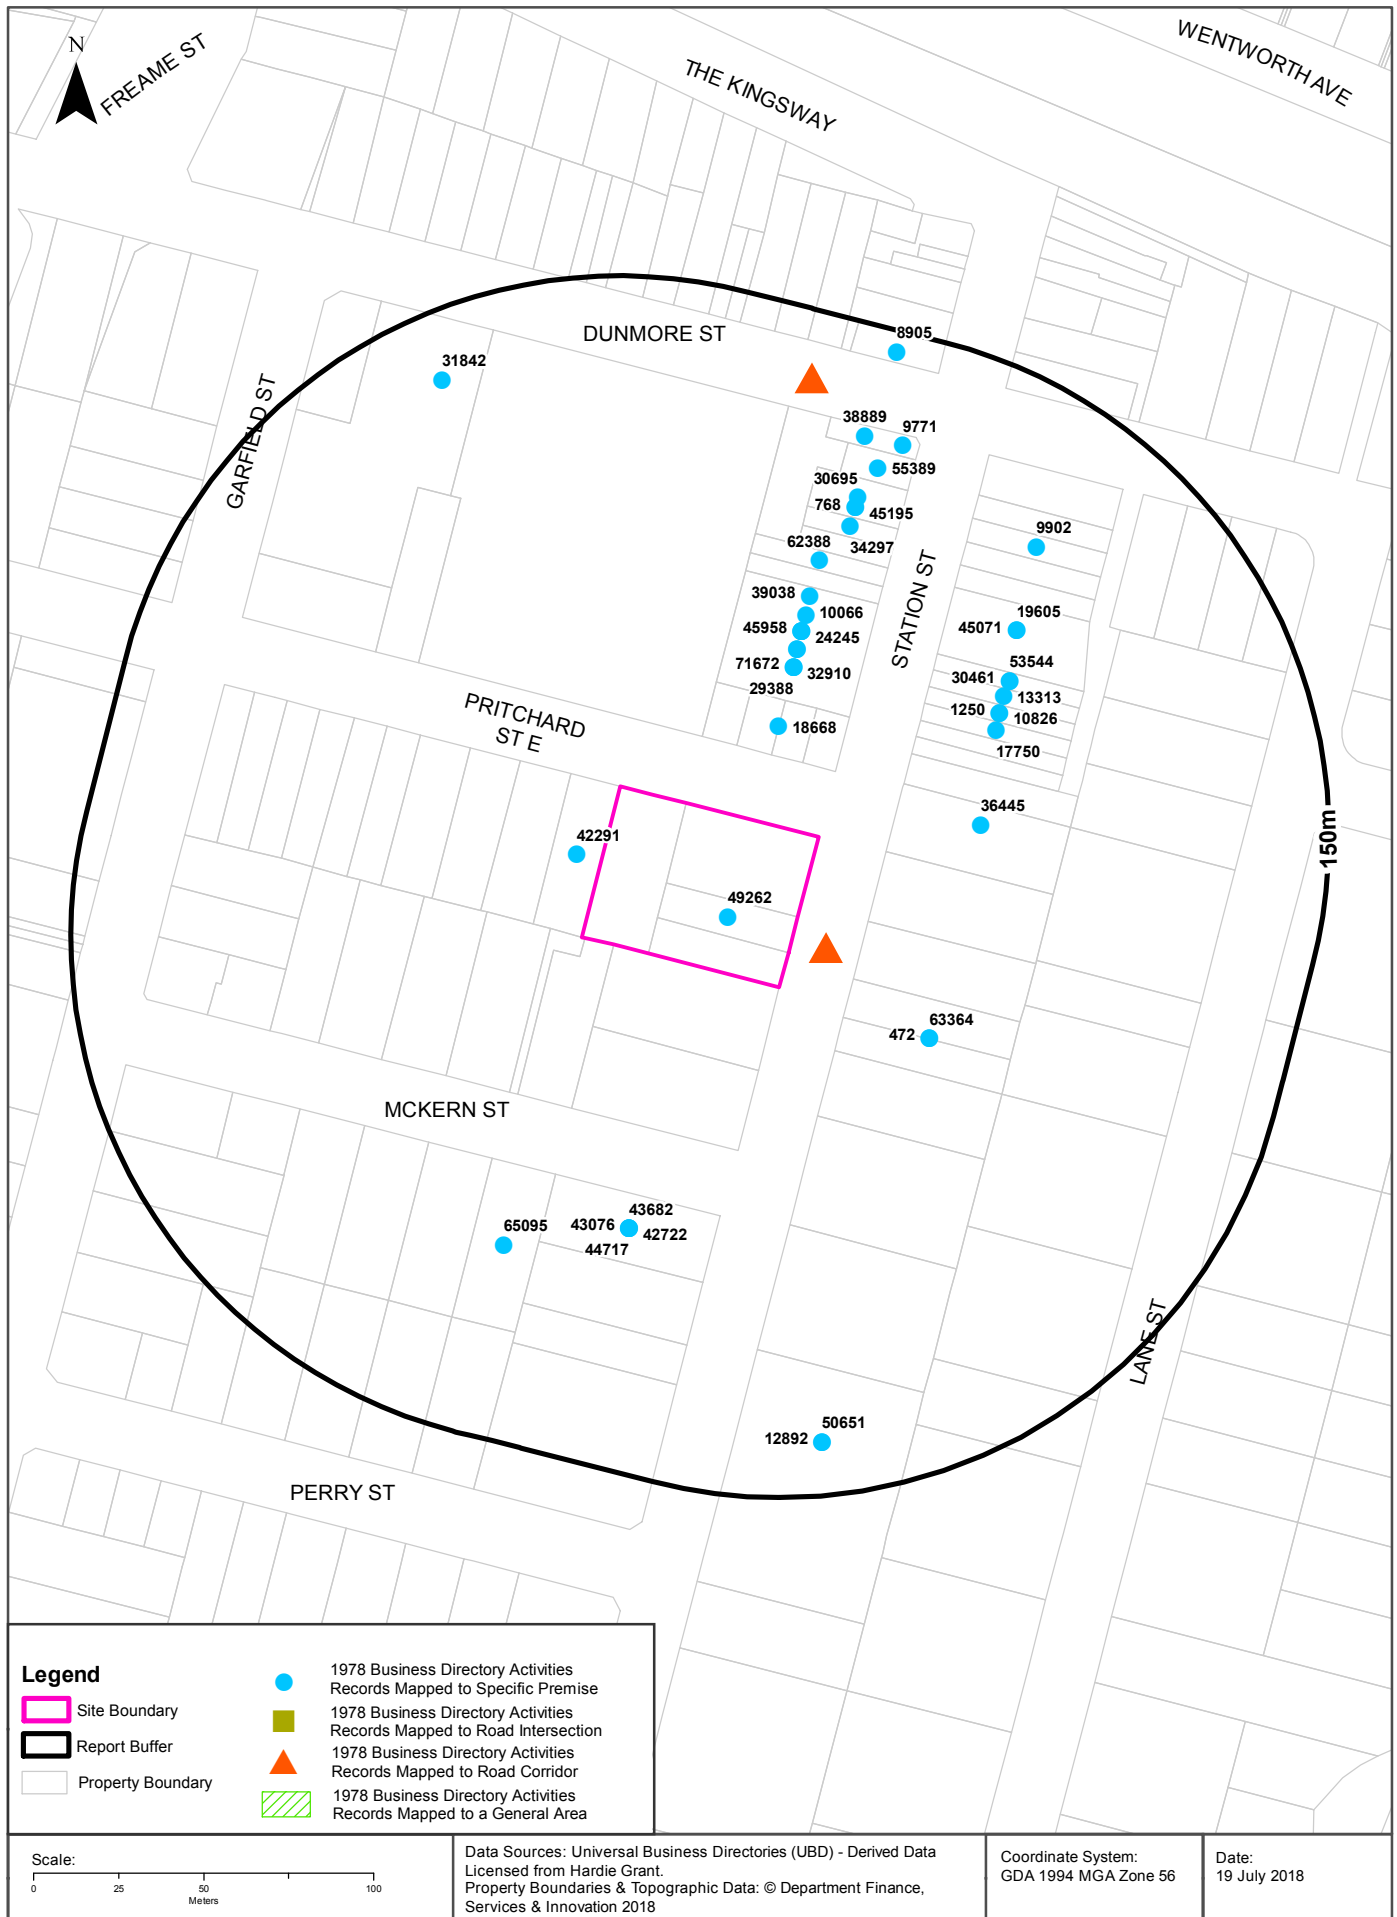 N
FREAME ST
THE KINGSWAY
WENTWORTH AVE
DUNMORE ST
8905
31842
GARFIELD ST
38889
9771
55389
30695
768
45195
34297
62388
9902
STATION ST
39038
10066
45958
24245
71672
32910
29388
19605
45071
53544
30461
13313
1250
10826
17750
18668
PRITCHARD
ST E
36445
150m
42291
49262
63364
472
MCKERN ST
43682
43076
42722
44717
65095
LANE ST
50651
12892
PERRY ST
Legend
Site Boundary
Report Buffer
Property Boundary
1978 Business Directory Activities
Records Mapped to Specific Premise
1978 Business Directory Activities
Records Mapped to Road Intersection
1978 Business Directory Activities
Records Mapped to Road Corridor
1978 Business Directory Activities
Records Mapped to a General Area
Scale:
0 25 50 100
Meters
Data Sources: Universal Business Directories (UBD) - Derived Data
Licensed from Hardie Grant.
Property Boundaries & Topographic Data: © Department Finance,
Services & Innovation 2018
Coordinate System:
GDA 1994 MGA Zone 56
Date:
19 July 2018